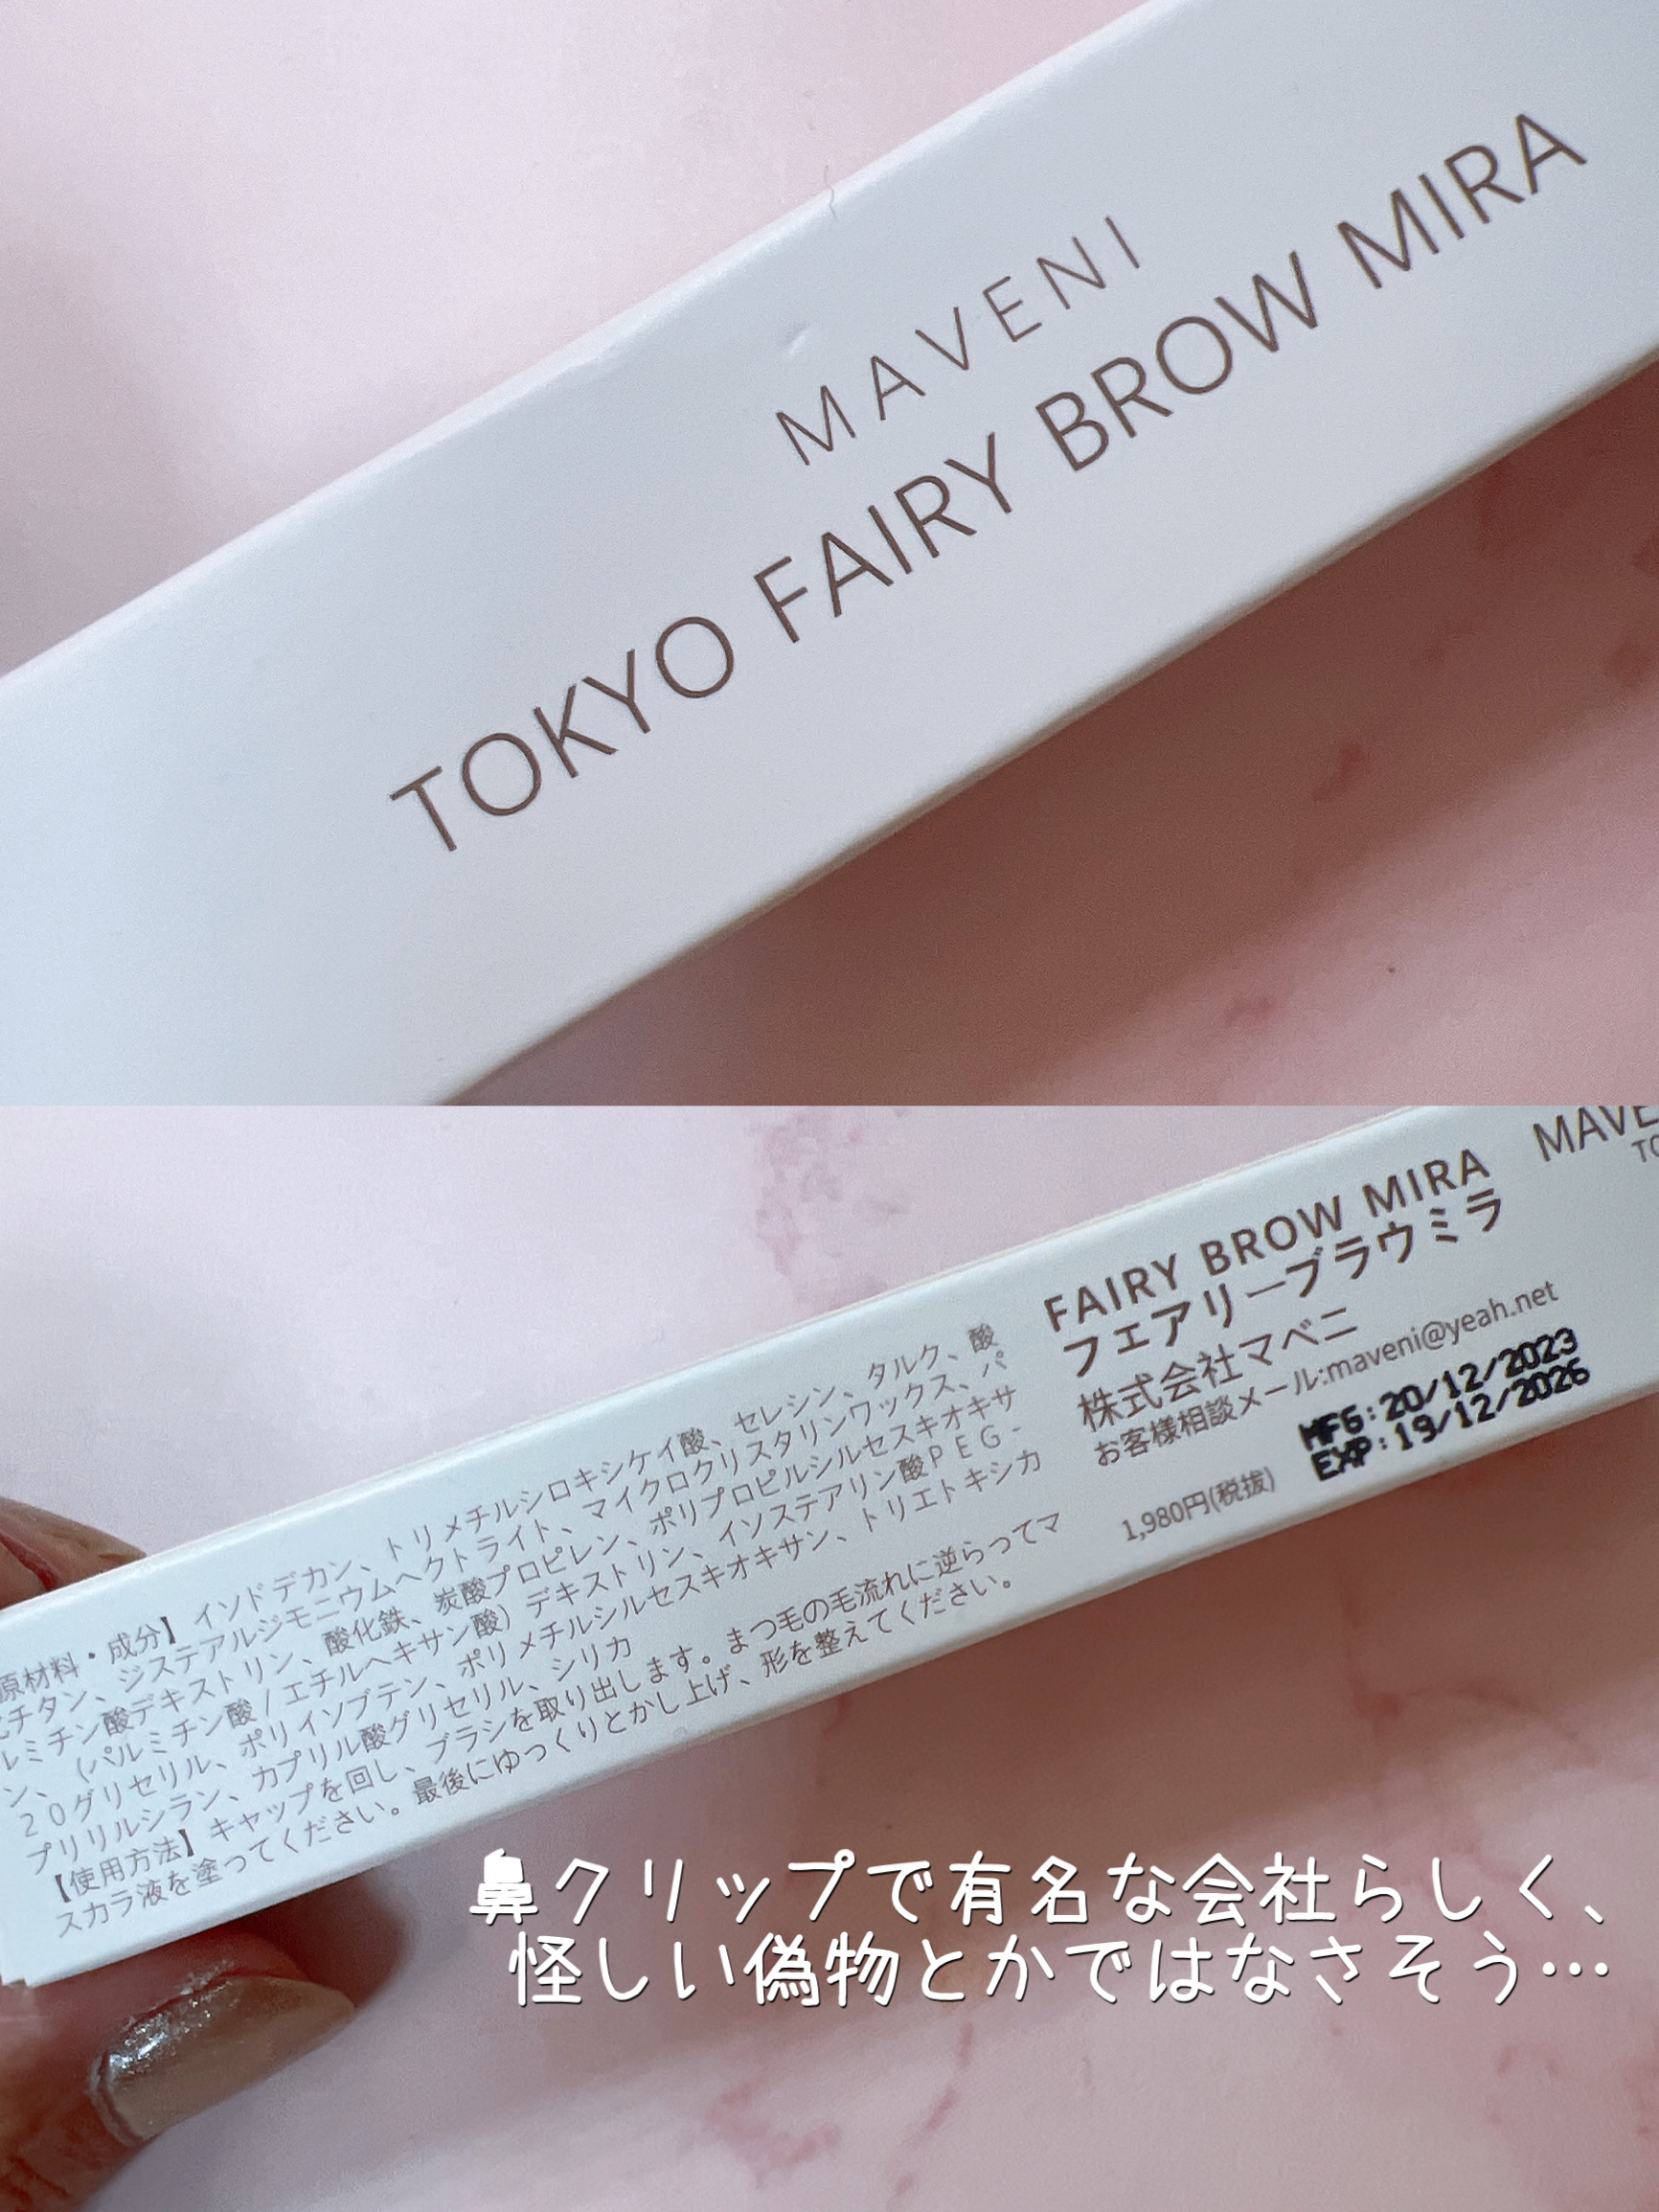 MAVENI
TOKYO FAIRY BROW MIRA
原材料・成分】イソドデカン、トリメチルシロキシケイ酸、セレシン、タルク、酸
化チタン、ジステアルジモニウムヘクトライト、マイクロクリスタリンワックス、パ
ルミチン酸デキストリン、酸化鉄、炭酸プロピレン、ポリプロピルシルセスキオキサ
ン、（パルミチン酸/エチルヘキサン酸）デキストリン、イソステアリン酸PEG-
20グリセリル、ポリイソブテン、ポリメチルシルセスキオキサン、トリエトキシカ
プリリルシラン、カプリル酸グリセリル、シリカ
【使用方法】キャップを回し、ブラシを取り出します。まつ毛の毛流れに逆らってマ
スカラ液を塗ってください。最後にゆっくりとかし上げ、形を整えてください。
FAIRY BROW MIRA
フェアリーブラウミラ
株式会社マベニ
お客様相談メール:maveni@yeah.net
MFG:20/12/2023
EXP:19/12/2026
1,980円(税抜)
鼻クリップで有名な会社らしく、
怪しい偽物とかではなさそう…